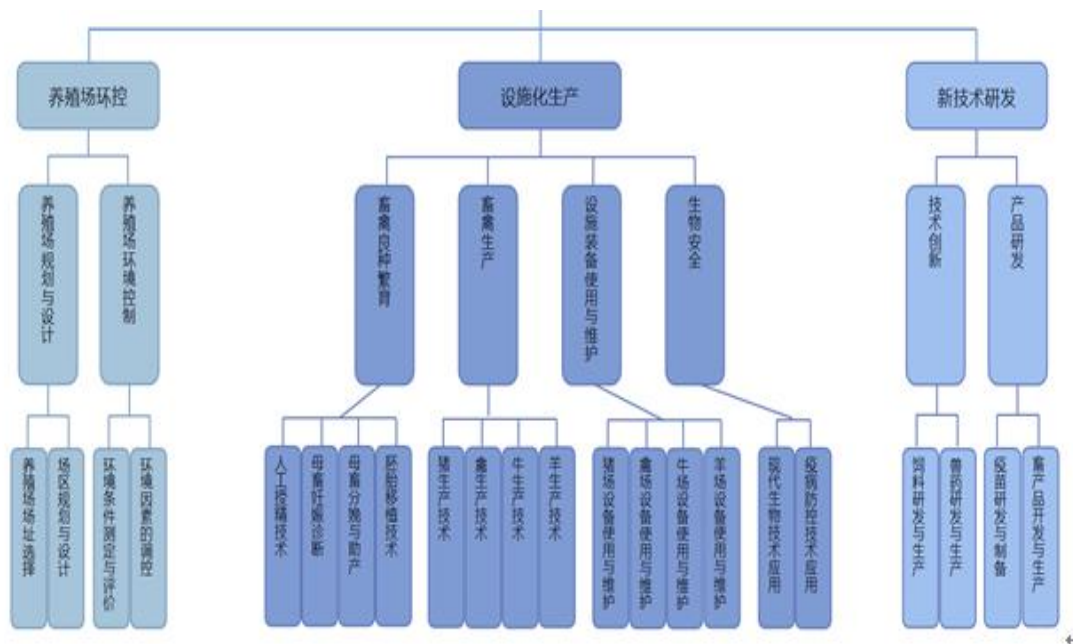 养殖场环控
设施化生产
新技术研发
养殖场规划与设计
养殖场环境控制
畜禽良种繁育
畜禽生产
设施装备使用与维护
生物安全
技术创新
产品研发
养殖场场址选择
场区规划与设计
环境条件测定与评价
环境因素的调控
人工授精技术
母畜妊娠诊断
母畜分娩与助产
胚胎移植技术
猪生产技术
禽生产技术
牛生产技术
羊生产技术
猪场设备使用与维护
禽场设备使用与维护
牛场设备使用与维护
羊场设备使用与维护
现代生物技术应用
疫病防控技术应用
饲料研发与生产
兽药研发与生产
疫苗研发与制备
畜产品开发与生产